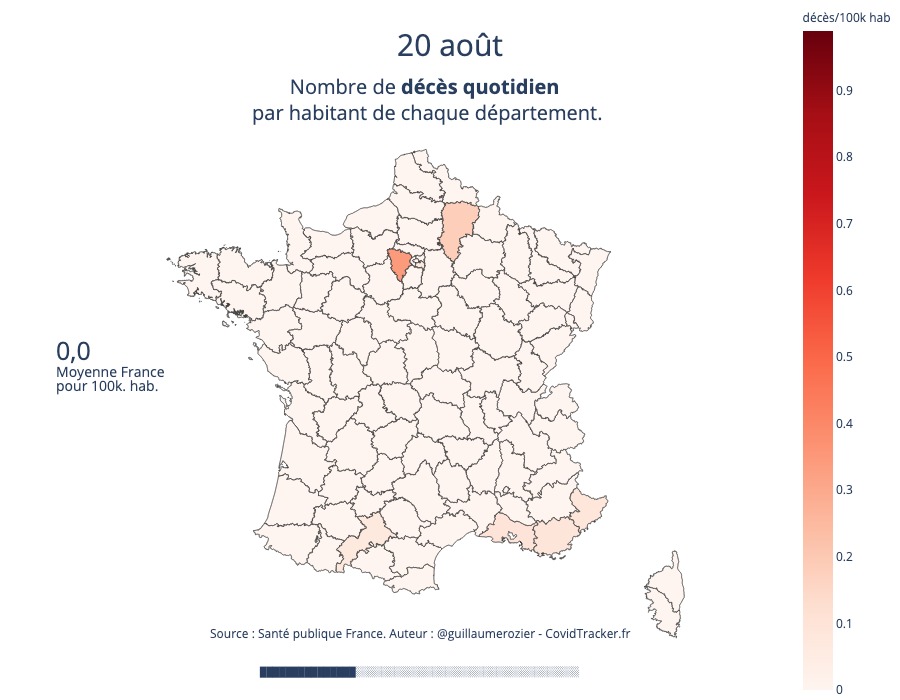 décès/100k hab
20 août
Nombre de décès quotidien
par habitant de chaque département.
0.9
0.8
0.7
0.6
0.5
0.4
0.3
0.2
0.1
0
0,0
Moyenne France
pour 100k. hab.
Source : Santé publique France. Auteur : @guillaumerozier - CovidTracker.fr